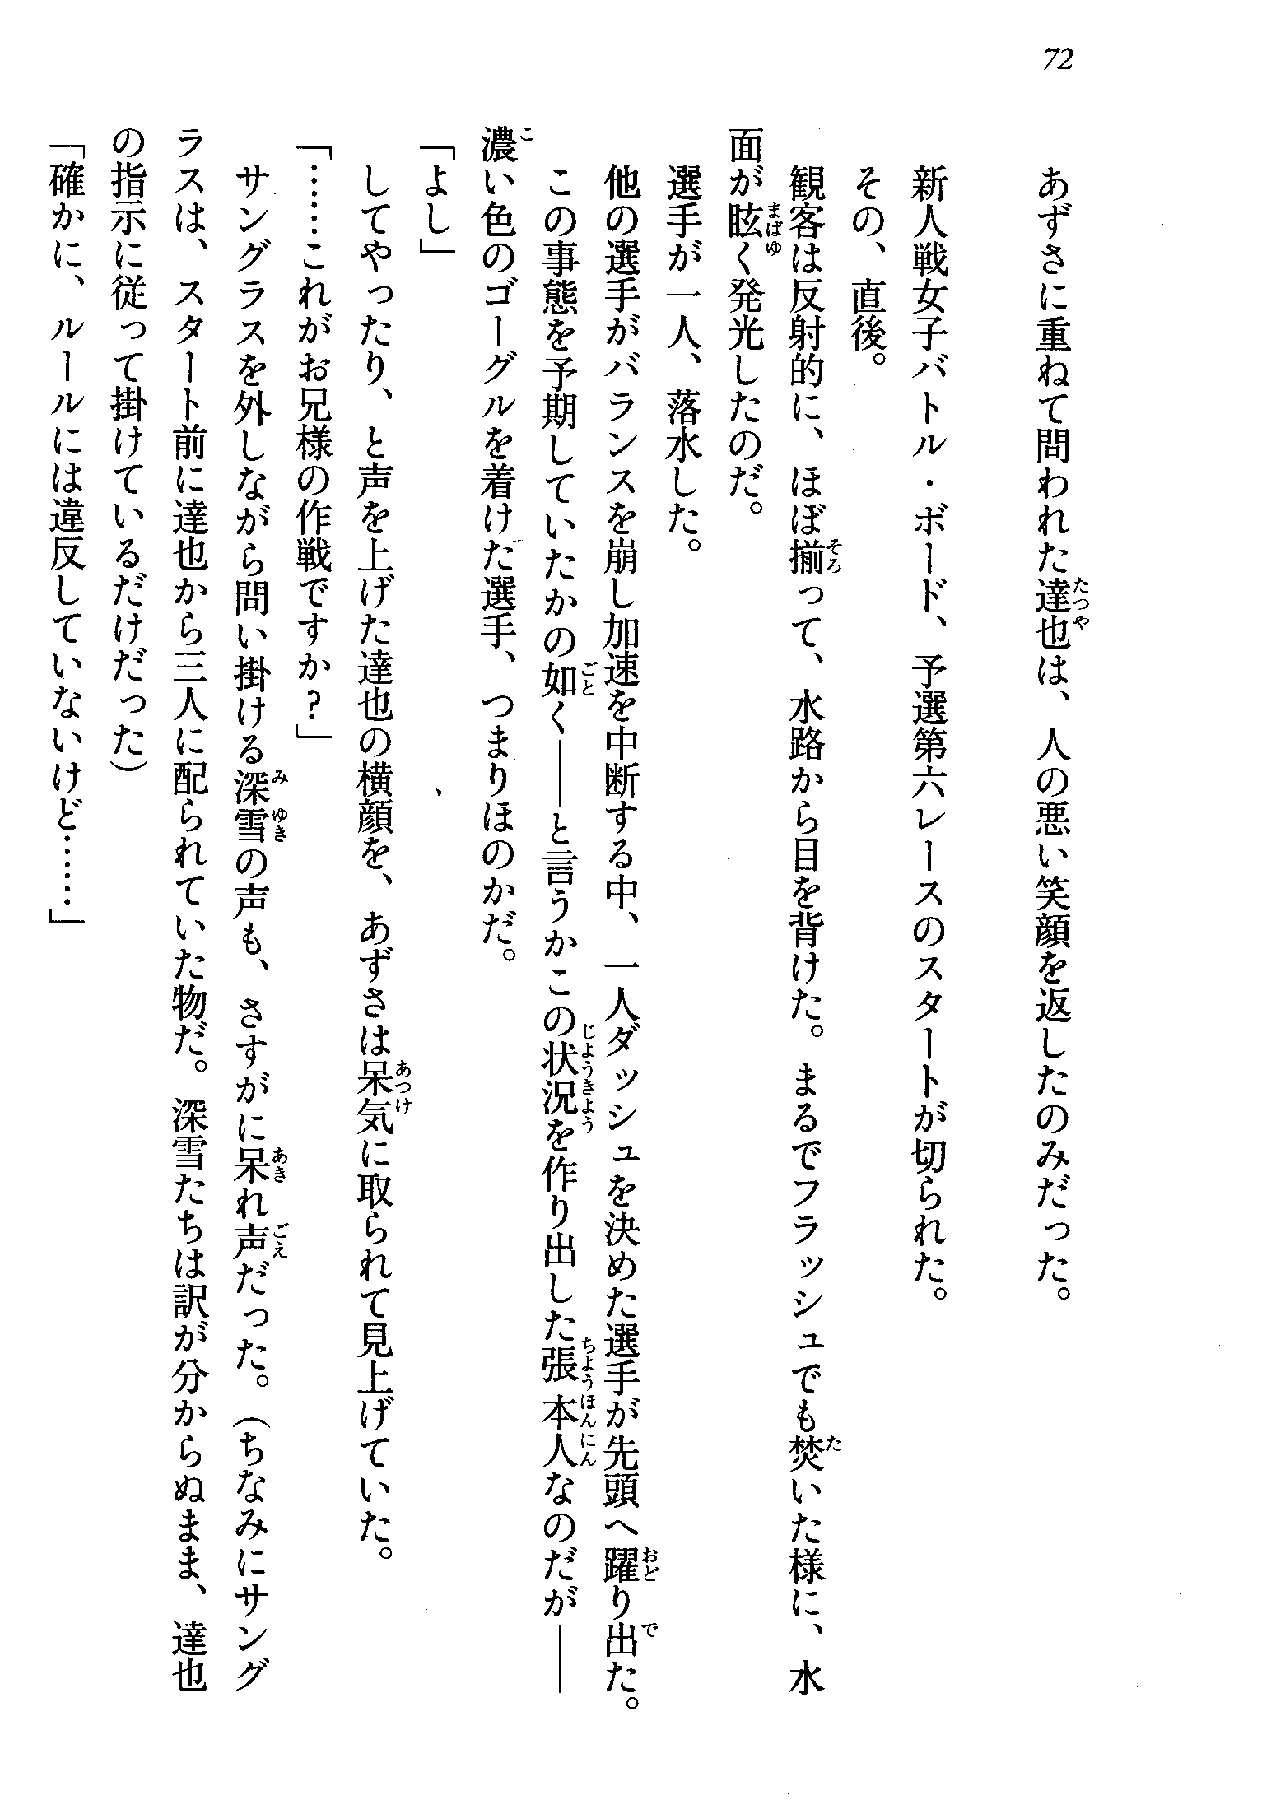 72
あずさに重ねて問われた達也は、人の悪い笑顔を返したのみだった。
新人戦女子バトル・ボード、予選第六レースのスタートが切られた。
その、直後。
観客は反射的に、ほぼ揃って、水路から目を背けた。まるでフラッシュでも焚いた様に、水
面が眩く発光したのだ。
選手が一人、落水した。
他の選手がバランスを崩し加速を中断する中、一人ダッシュを決めた選手が先頭へ躍り出た。
この事態を予期していたかの如く――と言うかこの状況を作り出した張本人なのだが――
濃い色のゴーグルを着けた選手、つまりほのかだ。
「よし」
してやったり、と声を上げた達也の横顔を、あずさは呆気に取られて見上げていた。
「……これがお兄様の作戦ですか?」
サングラスを外しながら問い掛ける深雪の声も、さすがに呆れ声だった。(ちなみにサング
ラスは、スタート前に達也から三人に配られていた物だ。深雪たちは訳が分からぬまま、達也
の指示に従って掛けているだけだった)
「確かに、ルールには違反していないけど……」